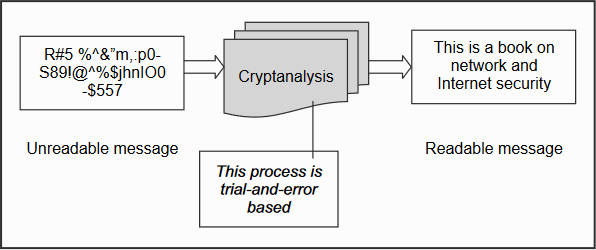 R#5 %^&”m,:p0-
S89I@^%$jhnIO0
-$557
Cryptanalysis
This is a book on
network and
Internet security
Unreadable message
This process is
trial-and-error
based
Readable message